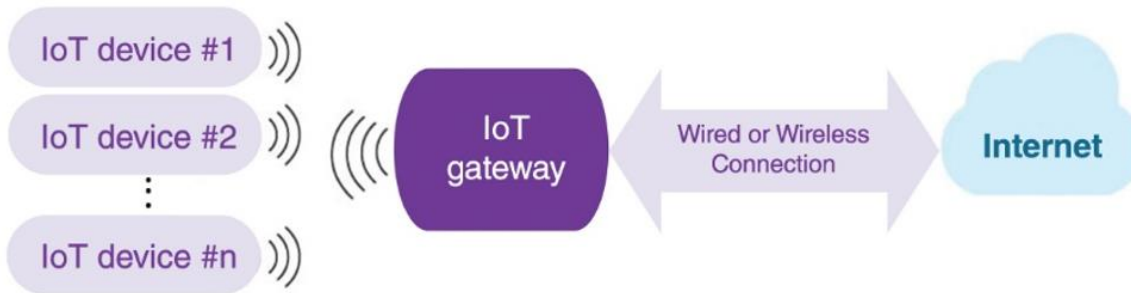 IoT device #1
IoT device #2
IoT device #n
IoT
gateway
Wired or Wireless
Connection
Internet